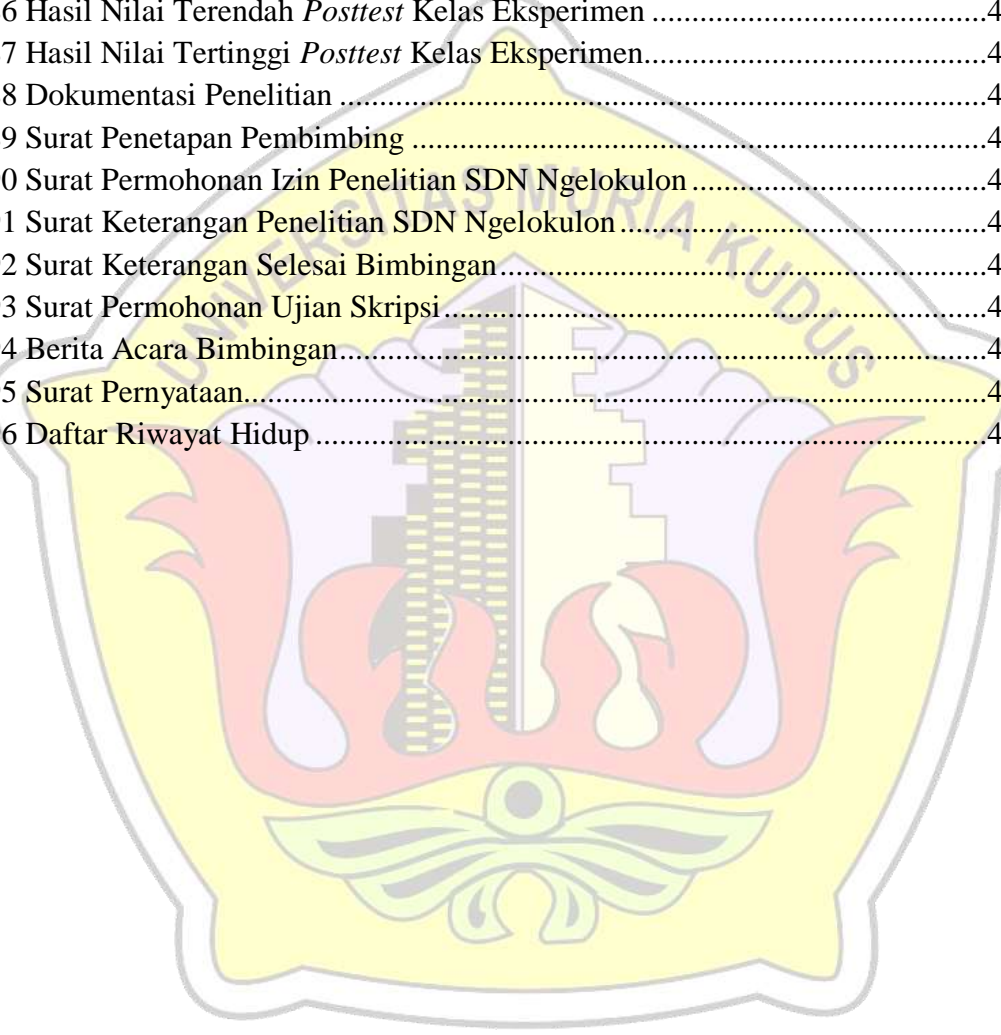 6 Hasil Nilai Terendah Posttest Kelas Eksperimen ..........................................4
7 Hasil Nilai Tertinggi Posttest Kelas Eksperimen...........................................4
8 Dokumentasi Penelitian .................................................................................4
9 Surat Penetapan Pembimbing ........................................................................4
0 Surat Permohonan Izin Penelitian SDN Ngelokulon .....................................4
1 Surat Keterangan Penelitian SDN Ngelokulon ..............................................4
2 Surat Keterangan Selesai Bimbingan.............................................................4
3 Surat Permohonan Ujian Skripsi ....................................................................4
4 Berita Acara Bimbingan.................................................................................4
5 Surat Pernyataan.............................................................................................4
6 Daftar Riwayat Hidup ....................................................................................4
UNIVERSITAS MURIA KUDUS